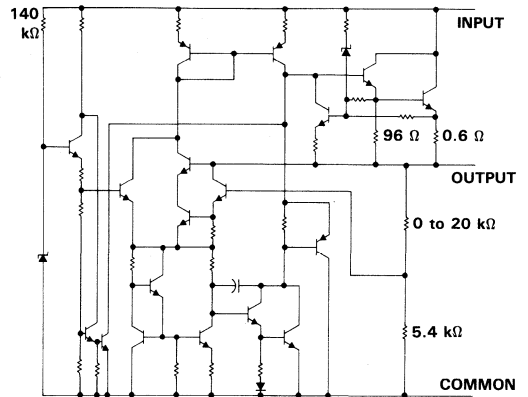 140
kΩ
INPUT
96 Ω
0.6 Ω
OUTPUT
0 to 20 kΩ
5.4 kΩ
COMMON